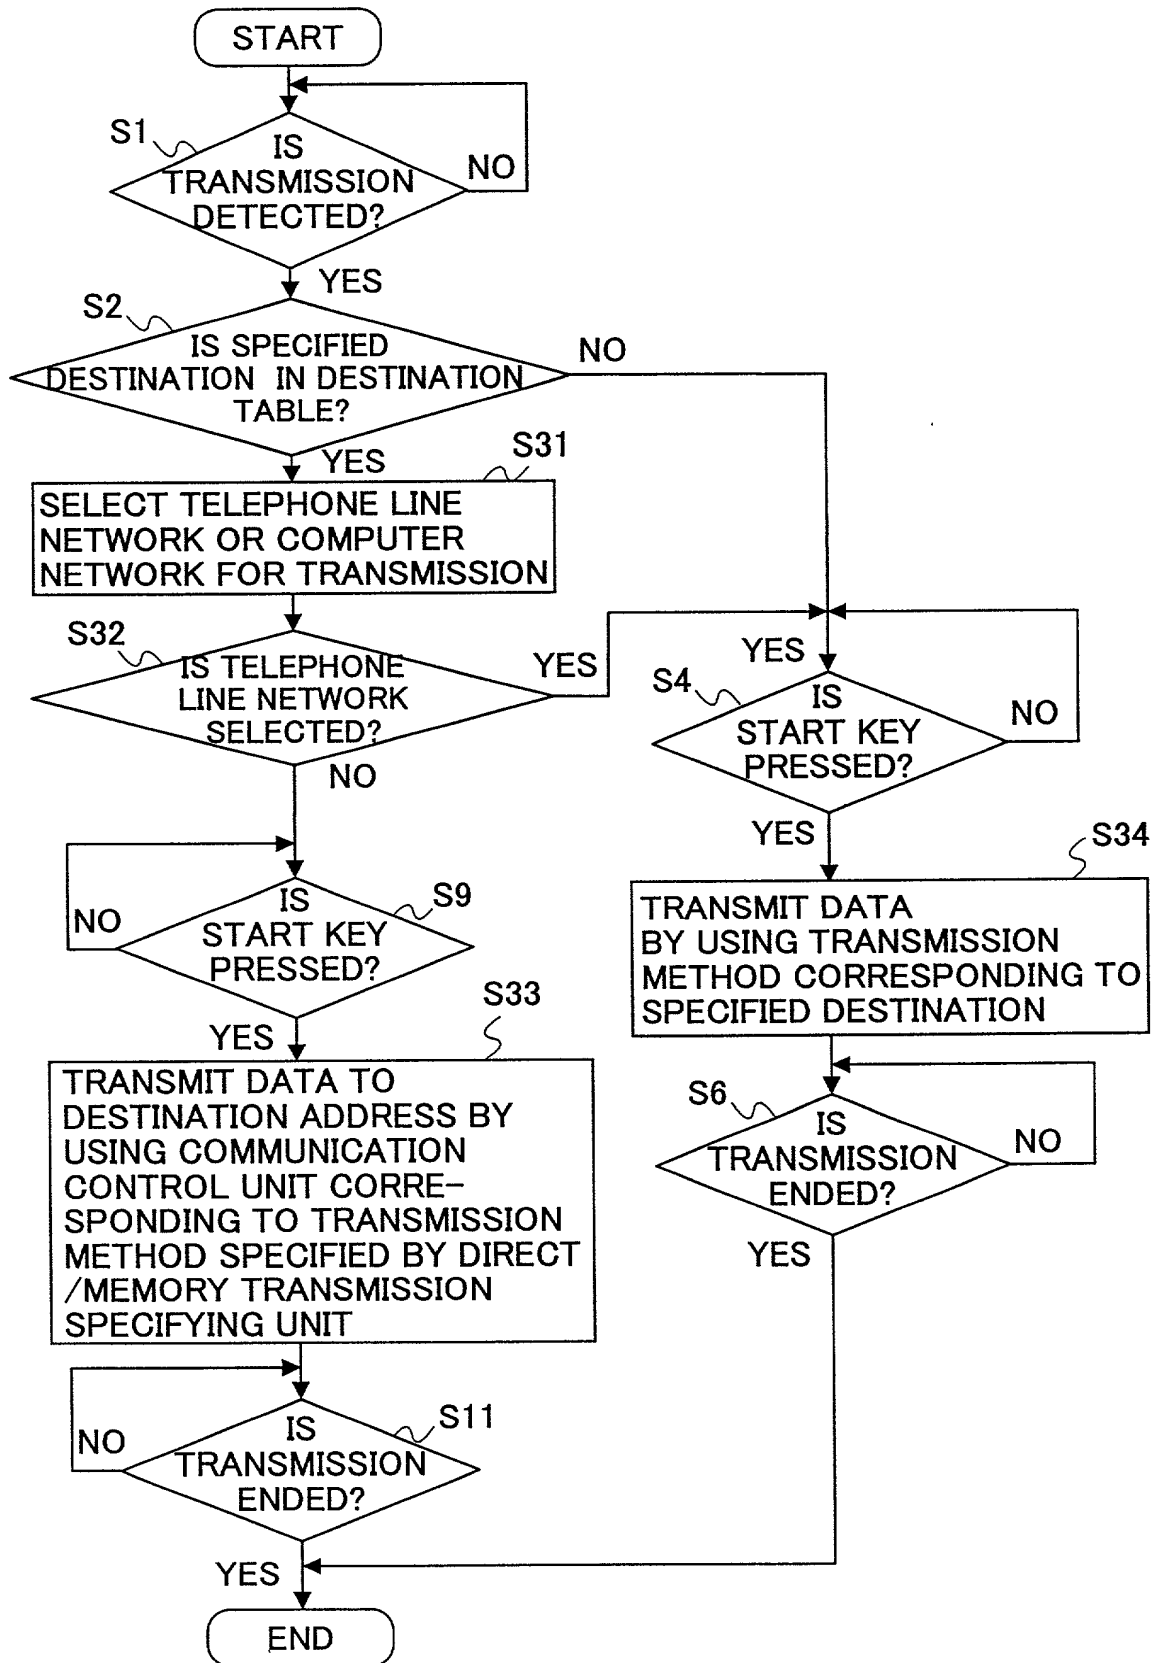 START
S1
IS
TRANSMISSION
DETECTED?
NO
YES
S2
IS SPECIFIED
DESTINATION IN DESTINATION
TABLE?
NO
YES
S31
SELECT TELEPHONE LINE
NETWORK OR COMPUTER
NETWORK FOR TRANSMISSION
S32
IS TELEPHONE
LINE NETWORK
SELECTED?
YES
NO
S9
IS
START KEY
PRESSED?
NO
YES
S33
TRANSMIT DATA TO
DESTINATION ADDRESS BY
USING COMMUNICATION
CONTROL UNIT CORRE-
SPONDING TO TRANSMISSION
METHOD SPECIFIED BY DIRECT
/MEMORY TRANSMISSION
SPECIFYING UNIT
S11
IS
TRANSMISSION
ENDED?
NO
YES
YES
S4
IS
START KEY
PRESSED?
NO
YES
S34
TRANSMIT DATA
BY USING TRANSMISSION
METHOD CORRESPONDING TO
SPECIFIED DESTINATION
S6
IS
TRANSMISSION
ENDED?
NO
YES
END